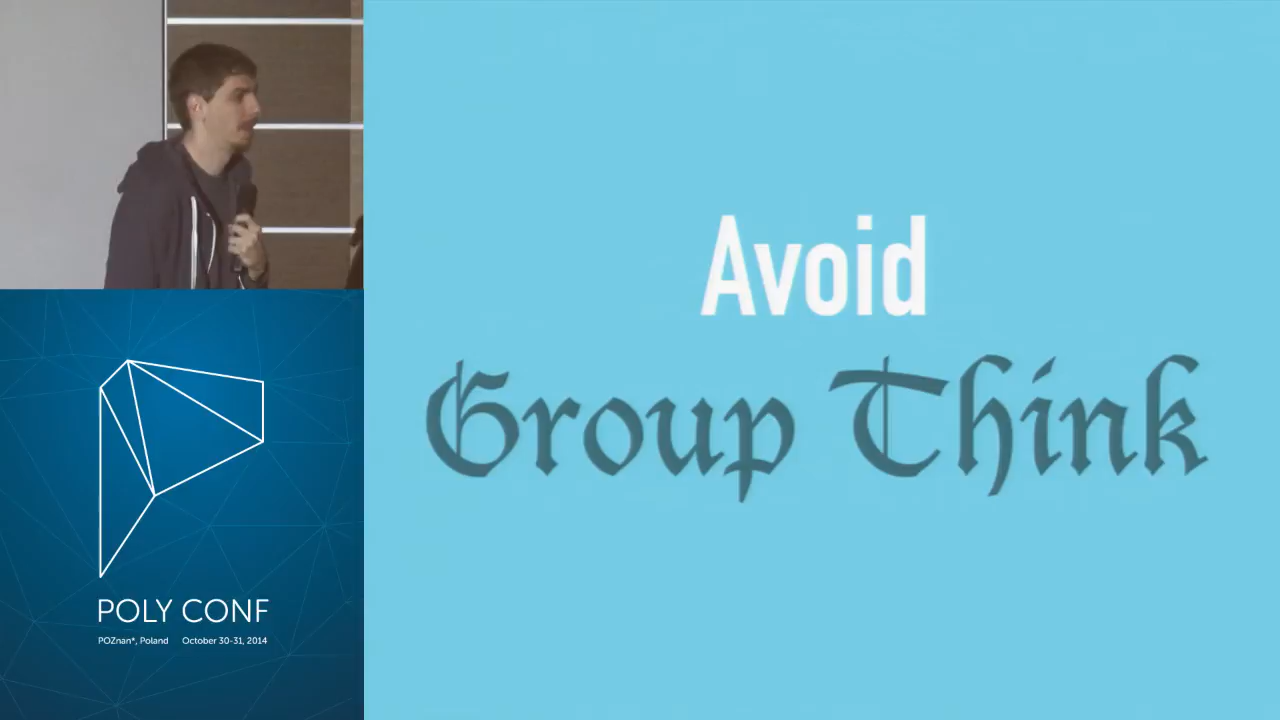 Avoid
Group Think
POLY CONF
POZnan*, Poland October 30-31, 2014